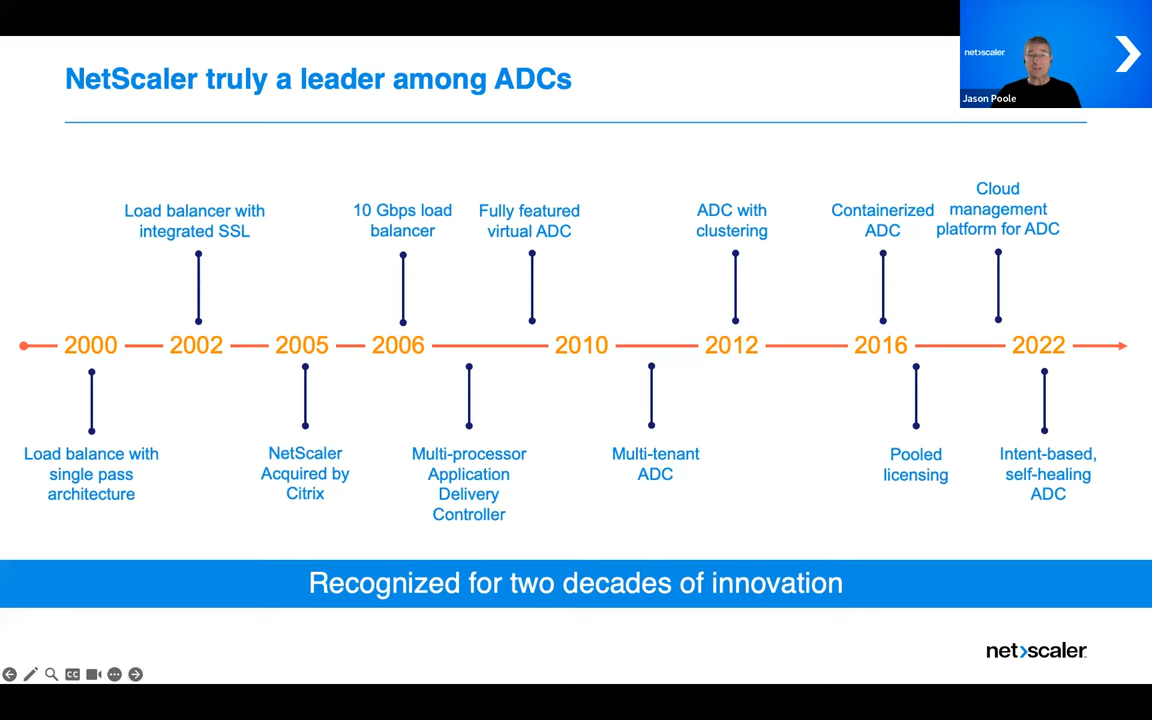 NetScaler truly a leader among ADCs
net>scaler
Jason Poole
Load balancer with
integrated SSL
10 Gbps load
balancer
Fully featured
virtual ADC
ADC with
clustering
Containerized
ADC
Cloud
management
platform for ADC
2000
2002
2005
2006
2010
2012
2016
2022
Load balance with
single pass
architecture
NetScaler
Acquired by
Citrix
Multi-processor
Application
Delivery
Controller
Multi-tenant
ADC
Pooled
licensing
Intent-based,
self-healing
ADC
Recognized for two decades of innovation
net>scaler
CC